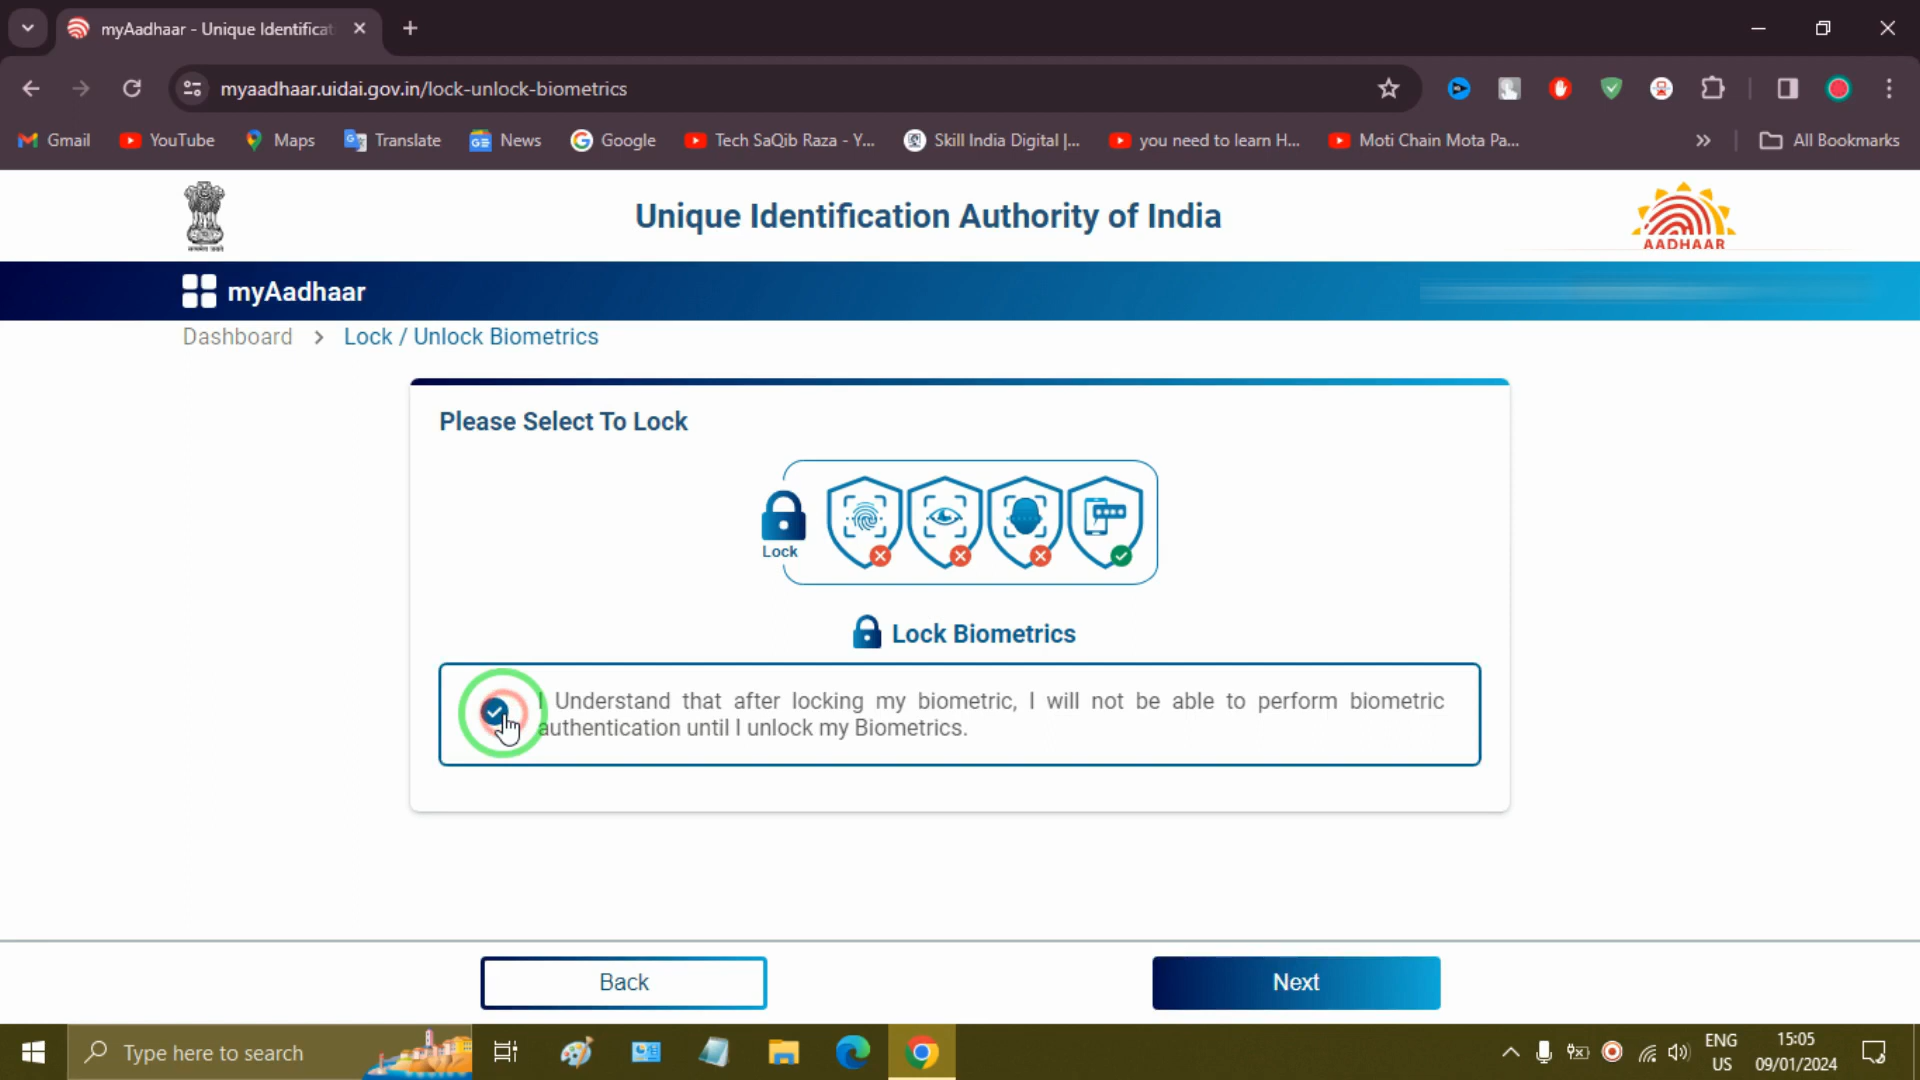 myAadhaar - Unique Identificat
myaadhaar.uidai.gov.in/lock-unlock-biometrics
Gmail
YouTube
Maps
Translate
News
Google
Tech SaQib Raza - Y...
Skill India Digital |...
you need to learn H...
Moti Chain Mota Pa...
All Bookmarks
Unique Identification Authority of India
AADHAAR
myAadhaar
Dashboard > Lock / Unlock Biometrics
Please Select To Lock
Lock
Lock Biometrics
I Understand that after locking my biometric, I will not be able to perform biometric
authentication until I unlock my Biometrics.
Back
Next
Type here to search
ENG
US
15:05
09/01/2024